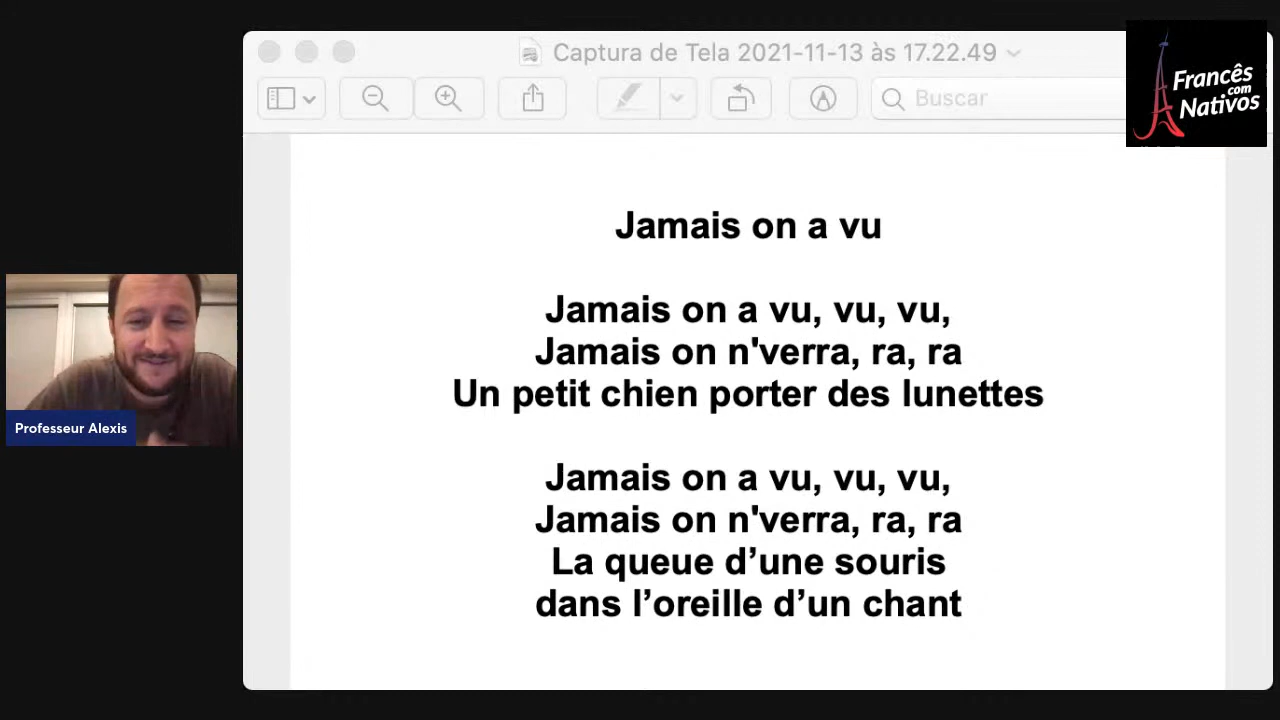 Captura de Tela 2021-11-13 às 17.22.49
Buscar
Francês
com
Nativos
Jamais on a vu
Jamais on a vu, vu, vu,
Jamais on n'verra, ra, ra
Un petit chien porter des lunettes
Jamais on a vu, vu, vu,
Jamais on n'verra, ra, ra
La queue d’une souris
dans l’oreille d’un chant
Professeur Alexis